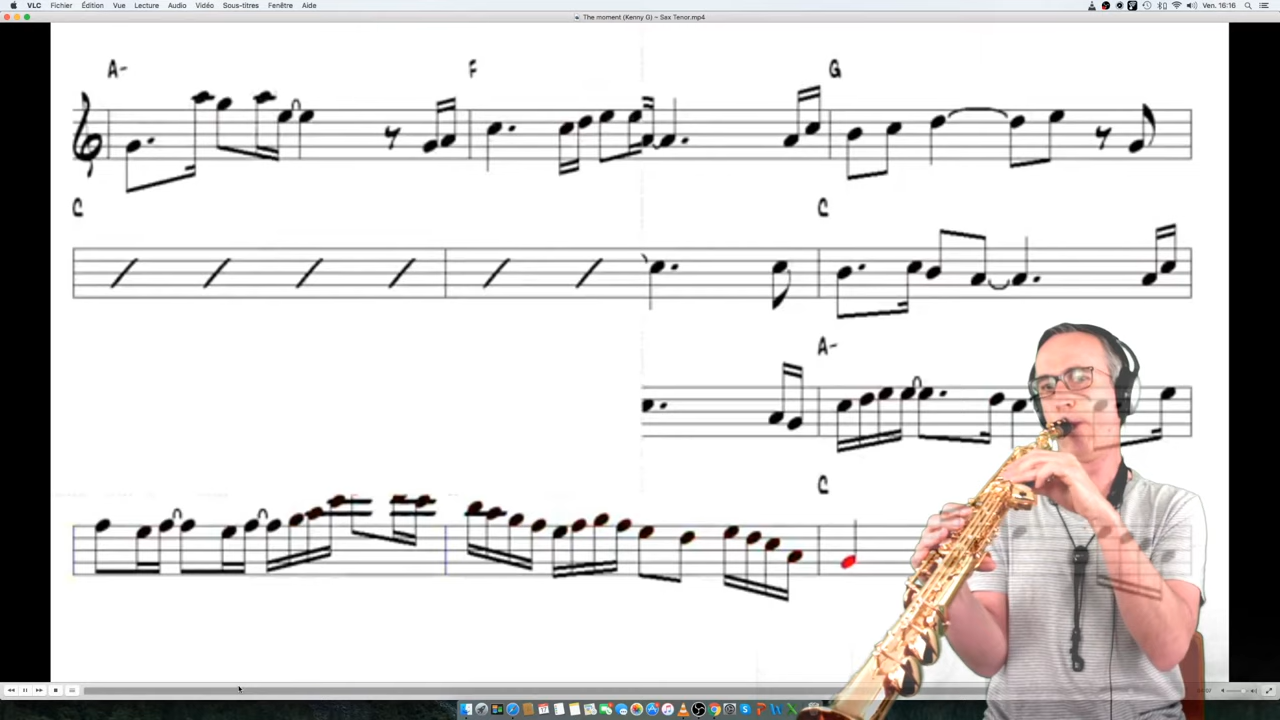 VLC Fichier Édition Vue Lecture Audio Vidéo Sous-titres Fenêtre Aide Ven. 16:16
The moment (Kenny G) - Sax Tenor.mp4
A- F G
C C
A-
C